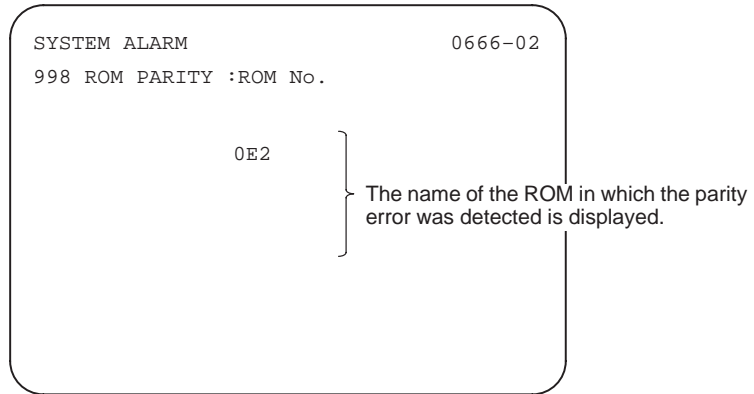 SYSTEM ALARM 0666–02
998 ROM PARITY :ROM No.
0E2
The name of the ROM in which the parity
error was detected is displayed.